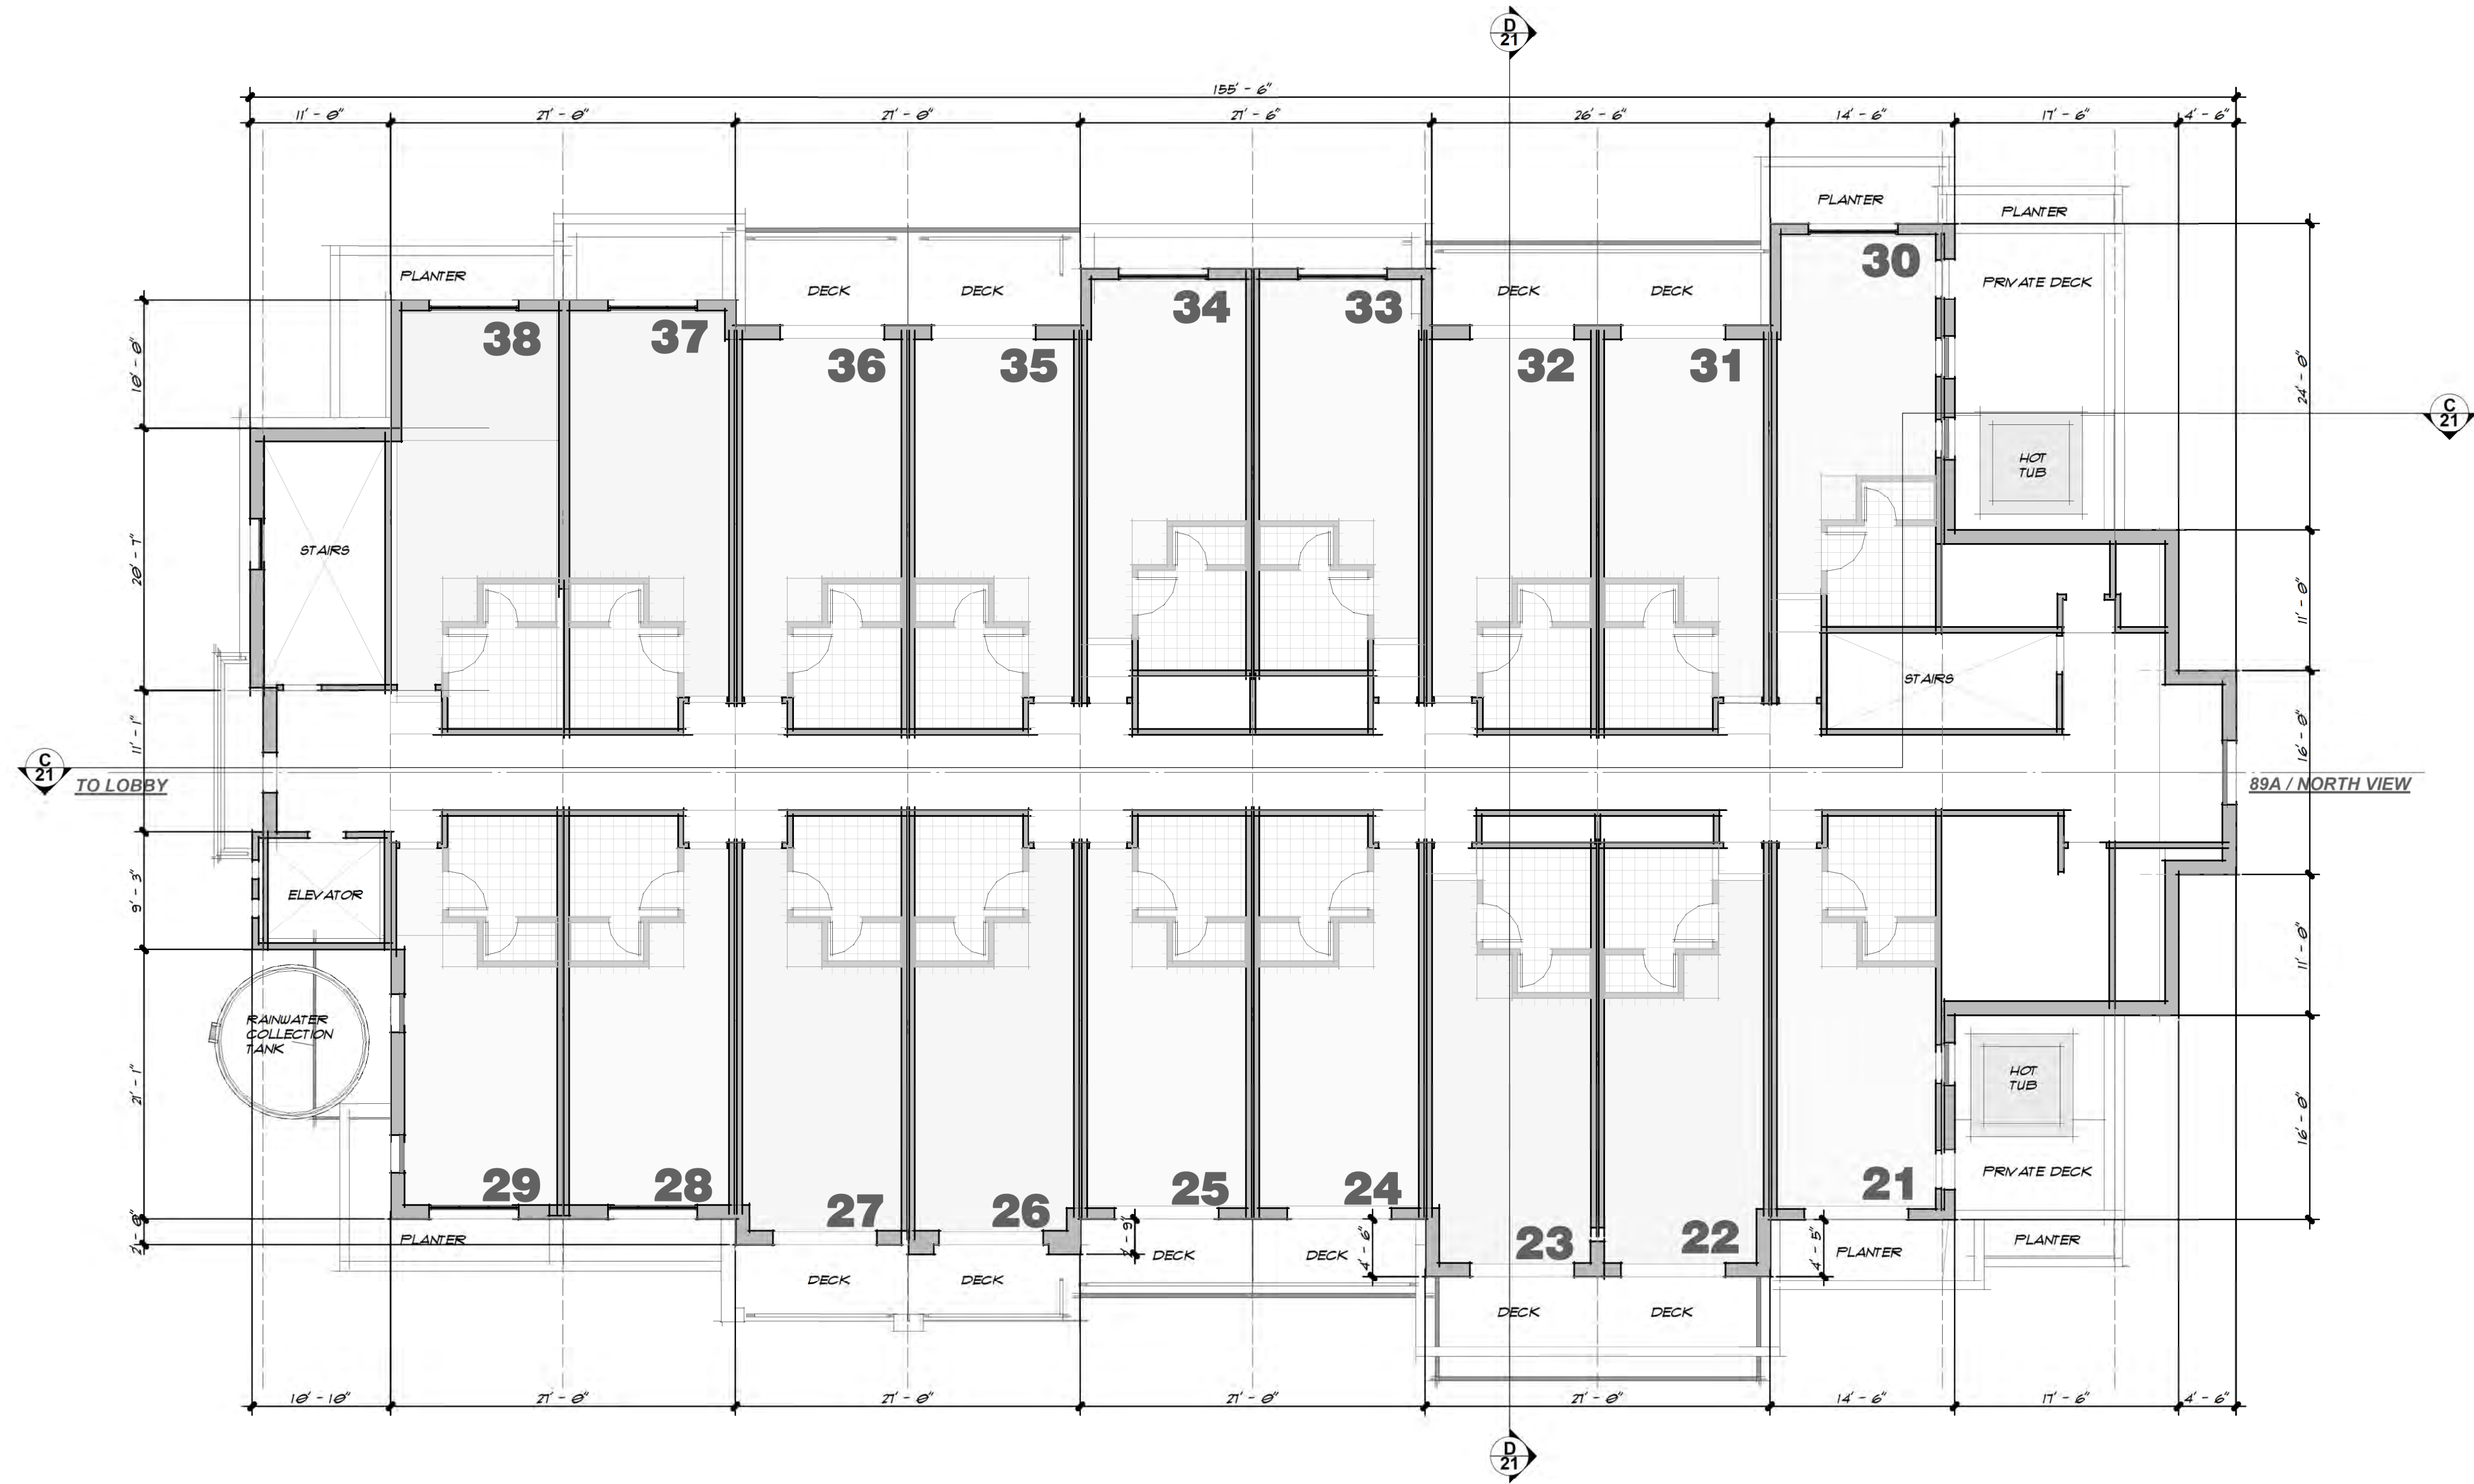 D
21
155' - 6"
11' - 0"
27' - 0"
27' - 0"
27' - 6"
26' - 6"
14' - 6"
17' - 6"
4' - 6"
PLANTER
PLANTER
PLANTER
30
PRIVATE DECK
DECK
DECK
34
33
DECK
DECK
38
37
36
35
32
31
10' - 0"
24' - 0"
C
21
HOT
TUB
STAIRS
20' - 7"
11' - 0"
STAIRS
11' - 1"
16' - 0"
C
21
TO LOBBY
89A / NORTH VIEW
9' - 3"
ELEVATOR
11' - 0"
RAINWATER
COLLECTION
TANK
HOT
TUB
21' - 1"
16' - 0"
PRIVATE DECK
29
28
27
26
25
24
23
22
21
2' - 0"
PLANTER
2' - 9"
DECK
DECK
4' - 6"
4' - 5"
PLANTER
PLANTER
DECK
DECK
DECK
DECK
10' - 10"
27' - 0"
27' - 0"
27' - 0"
27' - 0"
14' - 6"
17' - 6"
4' - 6"
D
21